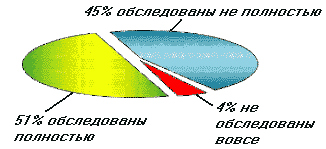 45% обследованы не полностью
51% обследованы
полностью
4% не
обследованы
вовсе